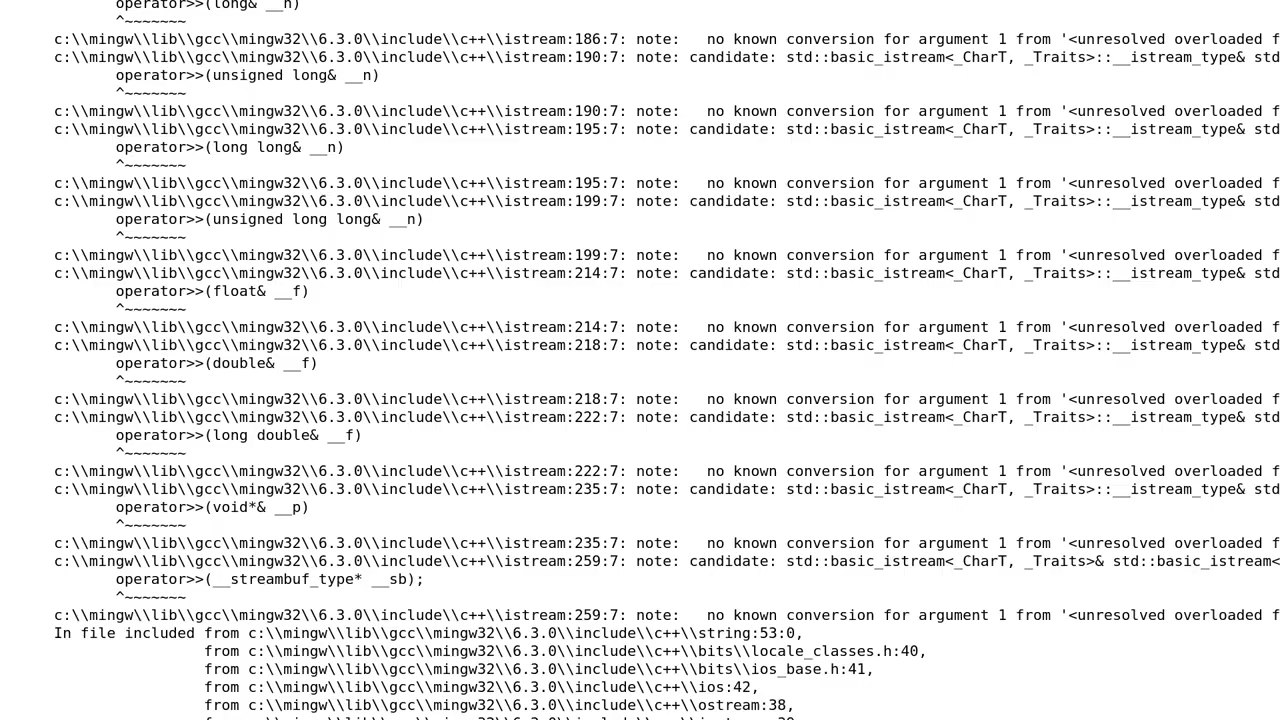 operator>>(long& __n)
^~~~~~~~
c:\\mingw\\lib\\gcc\\mingw32\\6.3.0\\include\\c++\\istream:186:7: note:   no known conversion for argument 1 from '<unresolved overloaded f
c:\\mingw\\lib\\gcc\\mingw32\\6.3.0\\include\\c++\\istream:190:7: note: candidate: std::basic_istream<_CharT, _Traits>::__istream_type& std
operator>>(unsigned long& __n)
^~~~~~~~
c:\\mingw\\lib\\gcc\\mingw32\\6.3.0\\include\\c++\\istream:190:7: note:   no known conversion for argument 1 from '<unresolved overloaded f
c:\\mingw\\lib\\gcc\\mingw32\\6.3.0\\include\\c++\\istream:195:7: note: candidate: std::basic_istream<_CharT, _Traits>::__istream_type& std
operator>>(long long& __n)
^~~~~~~~
c:\\mingw\\lib\\gcc\\mingw32\\6.3.0\\include\\c++\\istream:195:7: note:   no known conversion for argument 1 from '<unresolved overloaded f
c:\\mingw\\lib\\gcc\\mingw32\\6.3.0\\include\\c++\\istream:199:7: note: candidate: std::basic_istream<_CharT, _Traits>::__istream_type& std
operator>>(unsigned long long& __n)
^~~~~~~~
c:\\mingw\\lib\\gcc\\mingw32\\6.3.0\\include\\c++\\istream:199:7: note:   no known conversion for argument 1 from '<unresolved overloaded f
c:\\mingw\\lib\\gcc\\mingw32\\6.3.0\\include\\c++\\istream:214:7: note: candidate: std::basic_istream<_CharT, _Traits>::__istream_type& std
operator>>(float& __f)
^~~~~~~~
c:\\mingw\\lib\\gcc\\mingw32\\6.3.0\\include\\c++\\istream:214:7: note:   no known conversion for argument 1 from '<unresolved overloaded f
c:\\mingw\\lib\\gcc\\mingw32\\6.3.0\\include\\c++\\istream:218:7: note: candidate: std::basic_istream<_CharT, _Traits>::__istream_type& std
operator>>(double& __f)
^~~~~~~~
c:\\mingw\\lib\\gcc\\mingw32\\6.3.0\\include\\c++\\istream:218:7: note:   no known conversion for argument 1 from '<unresolved overloaded f
c:\\mingw\\lib\\gcc\\mingw32\\6.3.0\\include\\c++\\istream:222:7: note: candidate: std::basic_istream<_CharT, _Traits>::__istream_type& std
operator>>(long double& __f)
^~~~~~~~
c:\\mingw\\lib\\gcc\\mingw32\\6.3.0\\include\\c++\\istream:222:7: note:   no known conversion for argument 1 from '<unresolved overloaded f
c:\\mingw\\lib\\gcc\\mingw32\\6.3.0\\include\\c++\\istream:235:7: note: candidate: std::basic_istream<_CharT, _Traits>::__istream_type& std
operator>>(void*& __p)
^~~~~~~~
c:\\mingw\\lib\\gcc\\mingw32\\6.3.0\\include\\c++\\istream:235:7: note:   no known conversion for argument 1 from '<unresolved overloaded f
c:\\mingw\\lib\\gcc\\mingw32\\6.3.0\\include\\c++\\istream:259:7: note: candidate: std::basic_istream<_CharT, _Traits>& std::basic_istream<
operator>>(__streambuf_type* __sb);
^~~~~~~~
c:\\mingw\\lib\\gcc\\mingw32\\6.3.0\\include\\c++\\istream:259:7: note:   no known conversion for argument 1 from '<unresolved overloaded f
In file included from c:\\mingw\\lib\\gcc\\mingw32\\6.3.0\\include\\c++\\string:53:0,
from c:\\mingw\\lib\\gcc\\mingw32\\6.3.0\\include\\c++\\bits\\locale_classes.h:40,
from c:\\mingw\\lib\\gcc\\mingw32\\6.3.0\\include\\c++\\bits\\ios_base.h:41,
from c:\\mingw\\lib\\gcc\\mingw32\\6.3.0\\include\\c++\\ios:42,
from c:\\mingw\\lib\\gcc\\mingw32\\6.3.0\\include\\c++\\ostream:38,